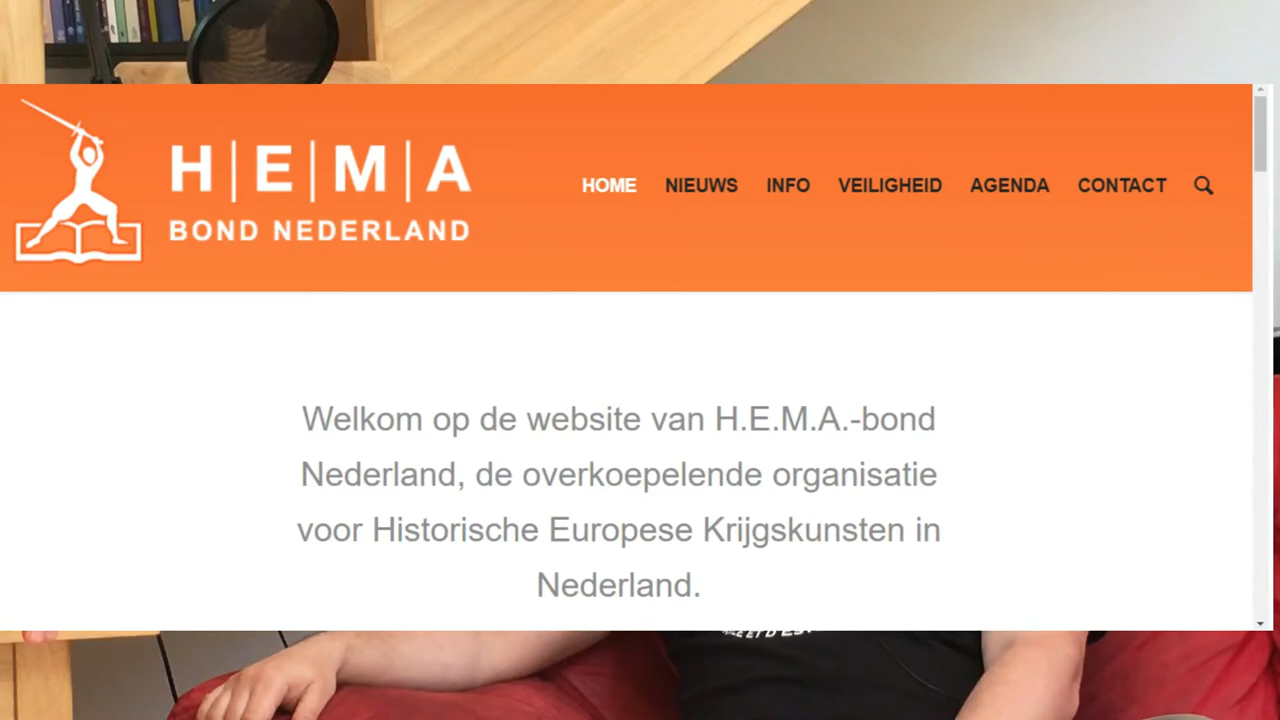 H|E|M|A
BOND NEDERLAND
HOME NIEUWS INFO VEILIGHEID AGENDA CONTACT
Welkom op de website van H.E.M.A.-bond
Nederland, de overkoepelende organisatie
voor Historische Europese Krijgskunsten in
Nederland.